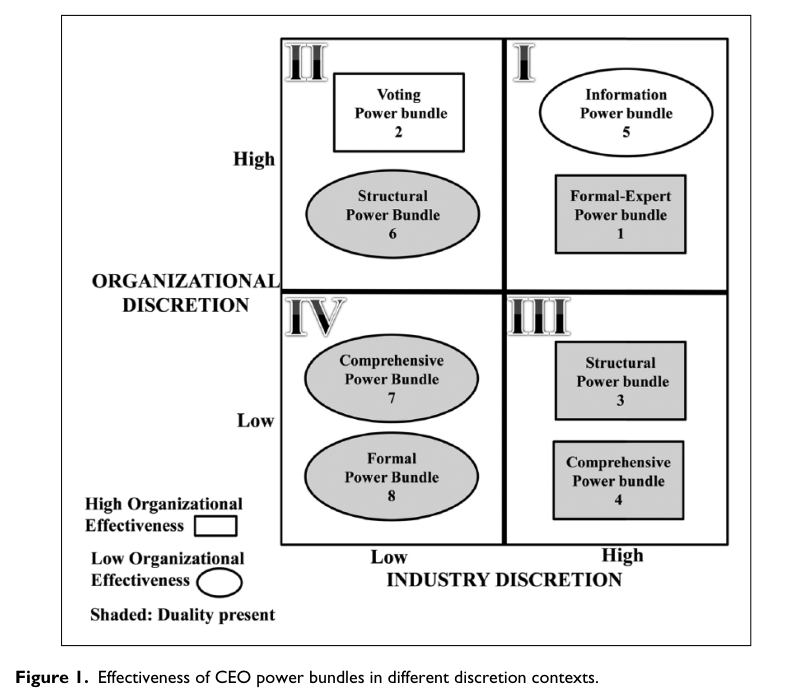 II
I
Voting
Power bundle
2
Information
Power bundle
5
High
Structural
Power Bundle
6
Formal-Expert
Power bundle
1
ORGANIZATIONAL
DISCRETION
IV
III
Comprehensive
Power Bundle
7
Structural
Power bundle
3
Low
Formal
Power Bundle
8
Comprehensive
Power bundle
4
High Organizational
Effectiveness
Low Organizational
Effectiveness
Shaded: Duality present
Low
High
INDUSTRY DISCRETION
Figure 1. Effectiveness of CEO power bundles in different discretion contexts.